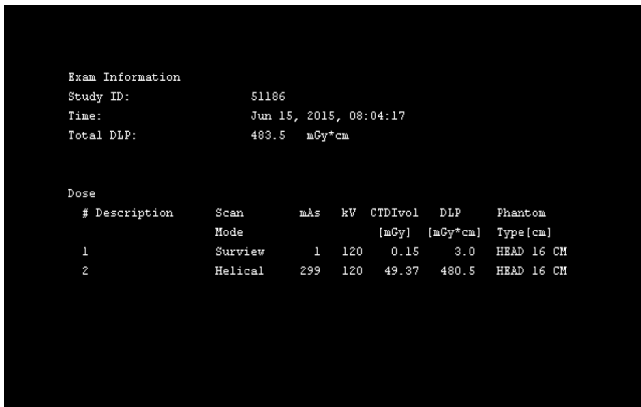 Exam Information
Study ID: 51186
Time: Jun 15, 2015, 08:04:17
Total DLP: 483.5 mGy*cm
Dose
# Description Scan mAs kV CTDIvol DLP Phantom
Mode [mGy] [mGy*cm] Type[cm]
1 Surview 1 120 0.15 3.0 HEAD 16 CM
2 Helical 299 120 49.37 480.5 HEAD 16 CM